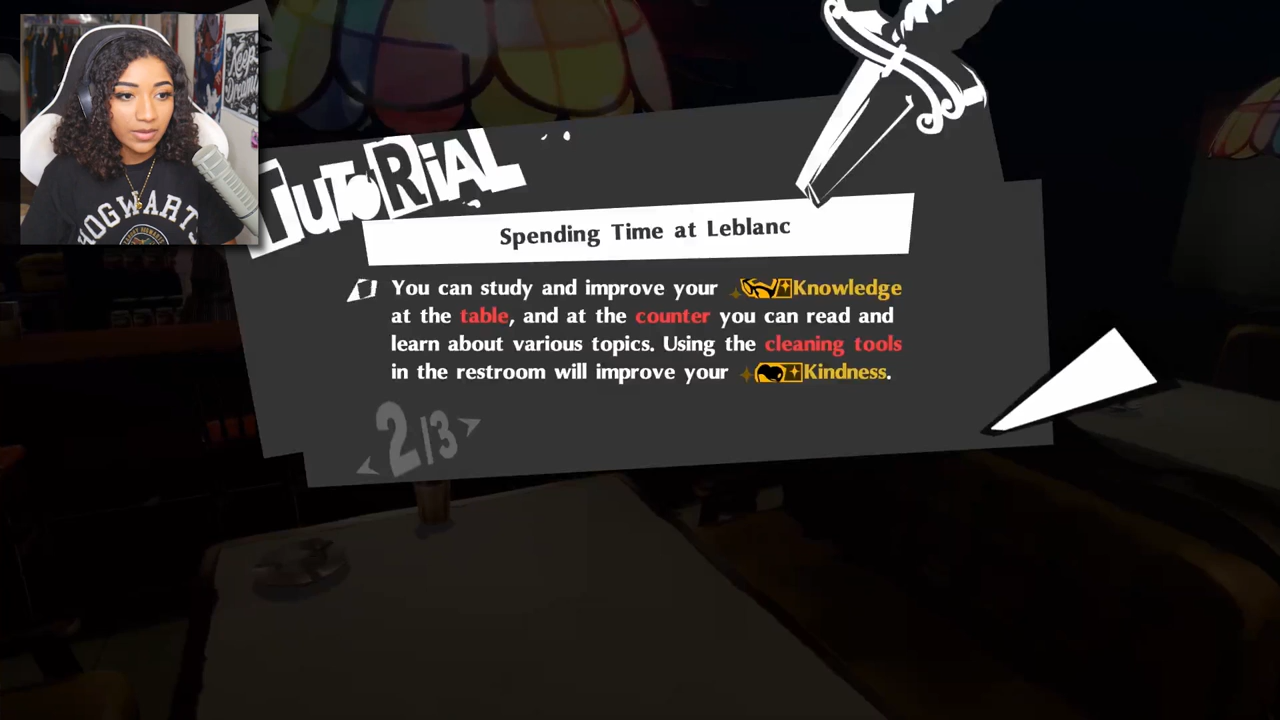 Keep
Dreaming
HOGWARTS
TUTORiAL
Spending Time at Leblanc
You can study and improve your Knowledge
at the table, and at the counter you can read and
learn about various topics. Using the cleaning tools
in the restroom will improve your Kindness.
2/3